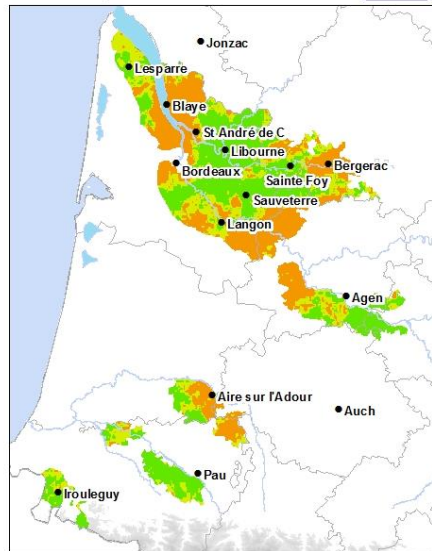 Jonzac
Lesparre
Blaye
St André de C
Libourne
Bergerac
Bordeaux
Sainte Foy
Sauveterre
Langon
Agen
Aire sur l'Adour
Auch
Pau
Irouleguy